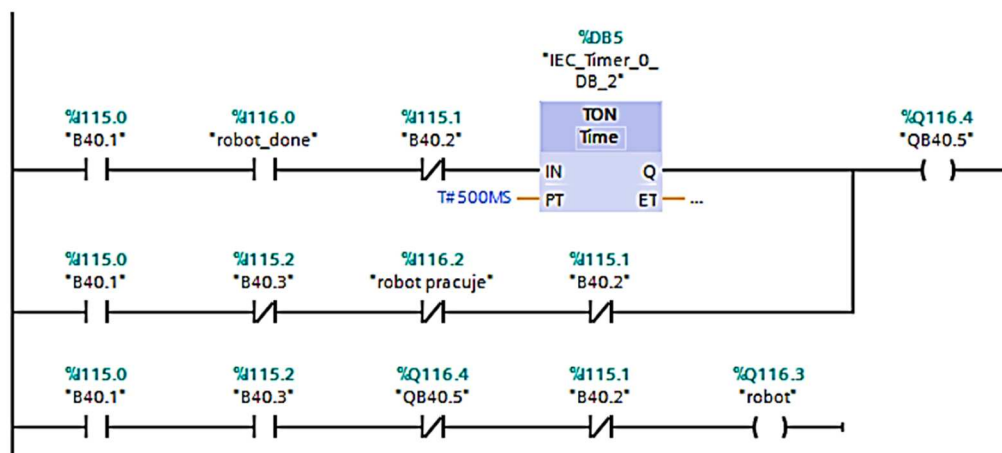 %DB5
"IEC_Timer_0_
DB_2"
%I115.0 %I116.0 %I115.1 TON %Q116.4
"B40.1" "robot_done" "B40.2" Time "QB40.5"
IN Q
T#500MS PT ET ...
%I115.0 %I115.2 %I116.2 %I115.1
"B40.1" "B40.3" "robot pracuje" "B40.2"
%I115.0 %I115.2 %Q116.4 %I115.1 %Q116.3
"B40.1" "B40.3" "QB40.5" "B40.2" "robot"